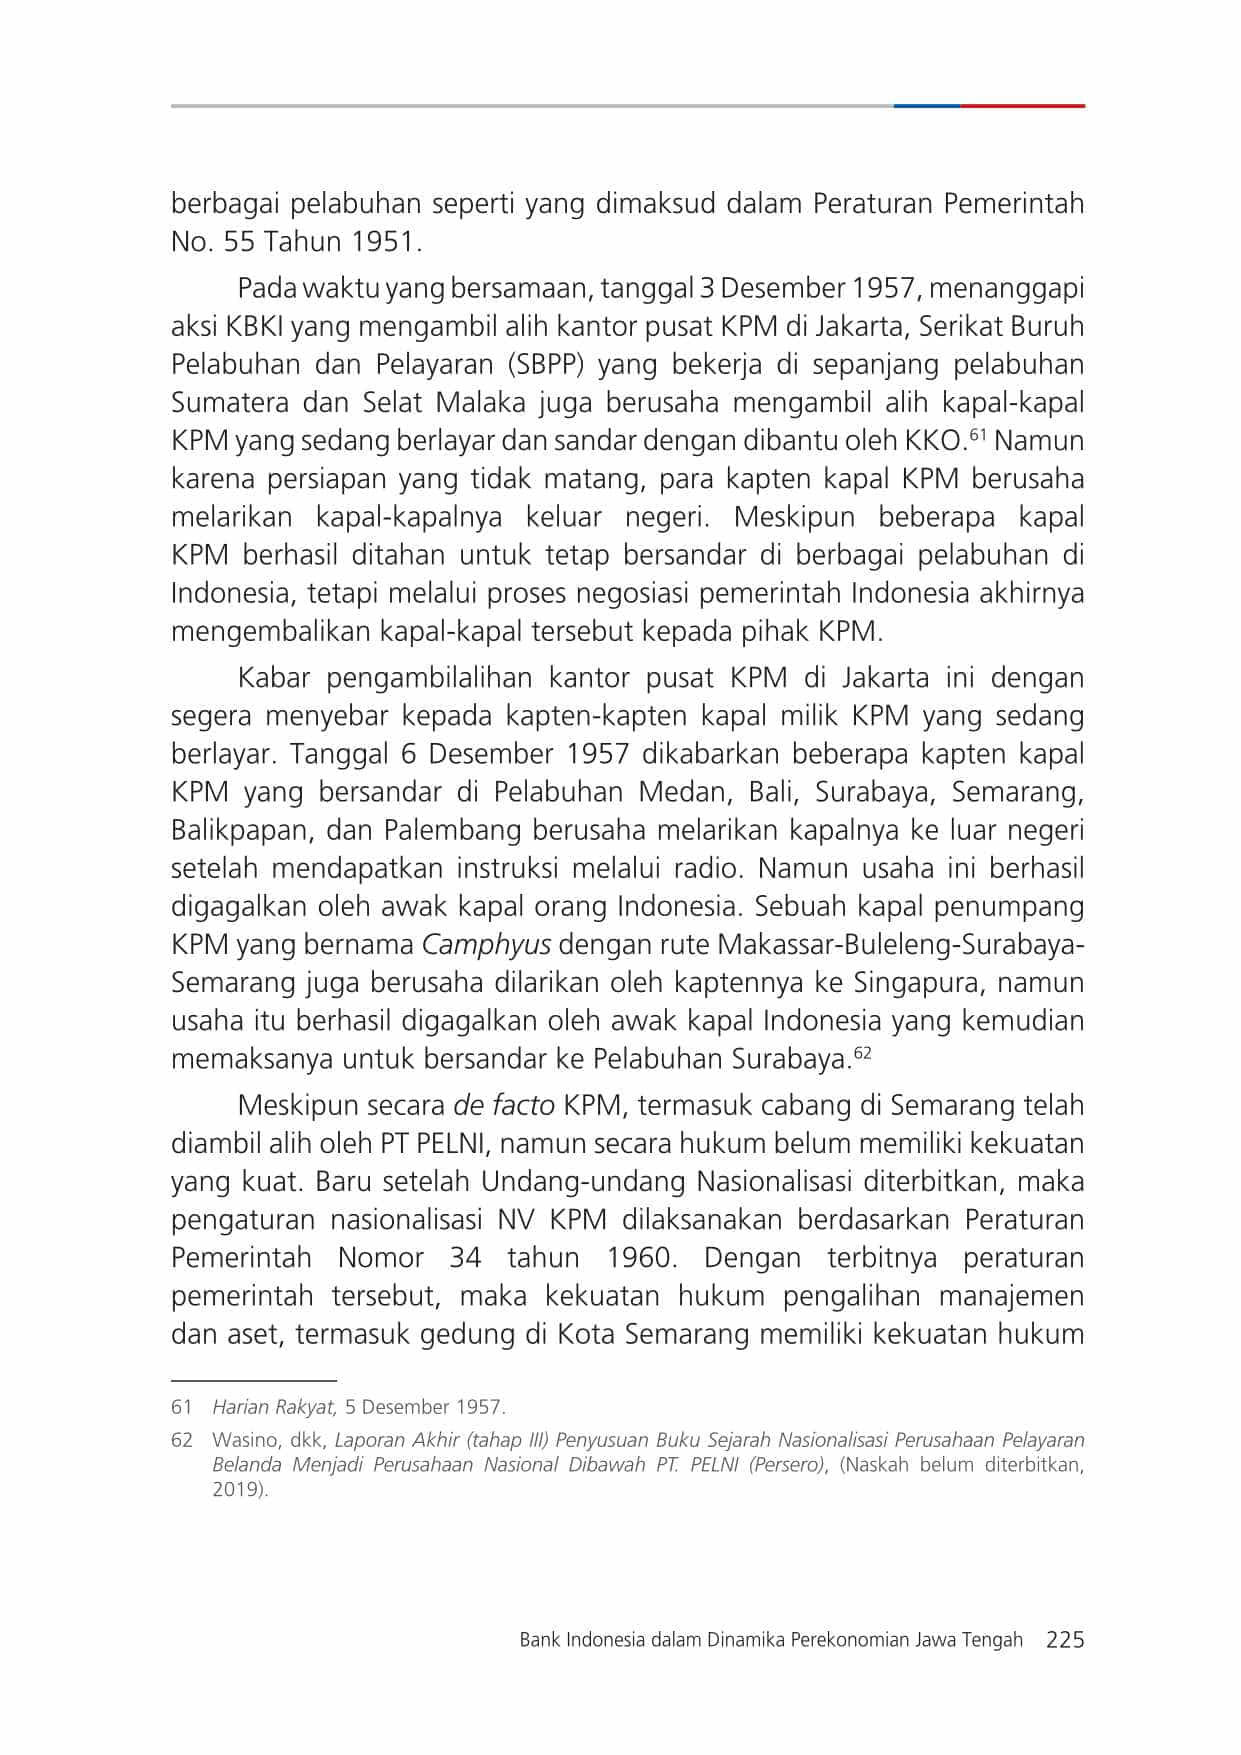 berbagai pelabuhan seperti yang dimaksud dalam Peraturan Pemerintah
No. 55 Tahun 1951.
Pada waktu yang bersamaan, tanggal 3 Desember 1957, menanggapi
aksi KBKI yang mengambil alih kantor pusat KPM di Jakarta, Serikat Buruh
Pelabuhan dan Pelayaran (SBPP) yang bekerja di sepanjang pelabuhan
Sumatera dan Selat Malaka juga berusaha mengambil alih kapal-kapal
KPM yang sedang berlayar dan sandar dengan dibantu oleh KKO.61 Namun
karena persiapan yang tidak matang, para kapten kapal KPM berusaha
melarikan kapal-kapalnya keluar negeri. Meskipun beberapa kapal
KPM berhasil ditahan untuk tetap bersandar di berbagai pelabuhan di
Indonesia, tetapi melalui proses negosiasi pemerintah Indonesia akhirnya
mengembalikan kapal-kapal tersebut kepada pihak KPM.
Kabar pengambilalihan kantor pusat KPM di Jakarta ini dengan
segera menyebar kepada kapten-kapten kapal milik KPM yang sedang
berlayar. Tanggal 6 Desember 1957 dikabarkan beberapa kapten kapal
KPM yang bersandar di Pelabuhan Medan, Bali, Surabaya, Semarang,
Balikpapan, dan Palembang berusaha melarikan kapalnya ke luar negeri
setelah mendapatkan instruksi melalui radio. Namun usaha ini berhasil
digagalkan oleh awak kapal orang Indonesia. Sebuah kapal penumpang
KPM yang bernama Camphyus dengan rute Makassar-Buleleng-Surabaya-
Semarang juga berusaha dilarikan oleh kaptennya ke Singapura, namun
usaha itu berhasil digagalkan oleh awak kapal Indonesia yang kemudian
memaksanya untuk bersandar ke Pelabuhan Surabaya.62
Meskipun secara de facto KPM, termasuk cabang di Semarang telah
diambil alih oleh PT PELNI, namun secara hukum belum memiliki kekuatan
yang kuat. Baru setelah Undang-undang Nasionalisasi diterbitkan, maka
pengaturan nasionalisasi NV KPM dilaksanakan berdasarkan Peraturan
Pemerintah Nomor 34 tahun 1960. Dengan terbitnya peraturan
pemerintah tersebut, maka kekuatan hukum pengalihan manajemen
dan aset, termasuk gedung di Kota Semarang memiliki kekuatan hukum
61 Harian Rakyat, 5 Desember 1957.
62 Wasino, dkk, Laporan Akhir (tahap III) Penyusuan Buku Sejarah Nasionalisasi Perusahaan Pelayaran
Belanda Menjadi Perusahaan Nasional Dibawah PT. PELNI (Persero), (Naskah belum diterbitkan,
2019).
Bank Indonesia dalam Dinamika Perekonomian Jawa Tengah 225